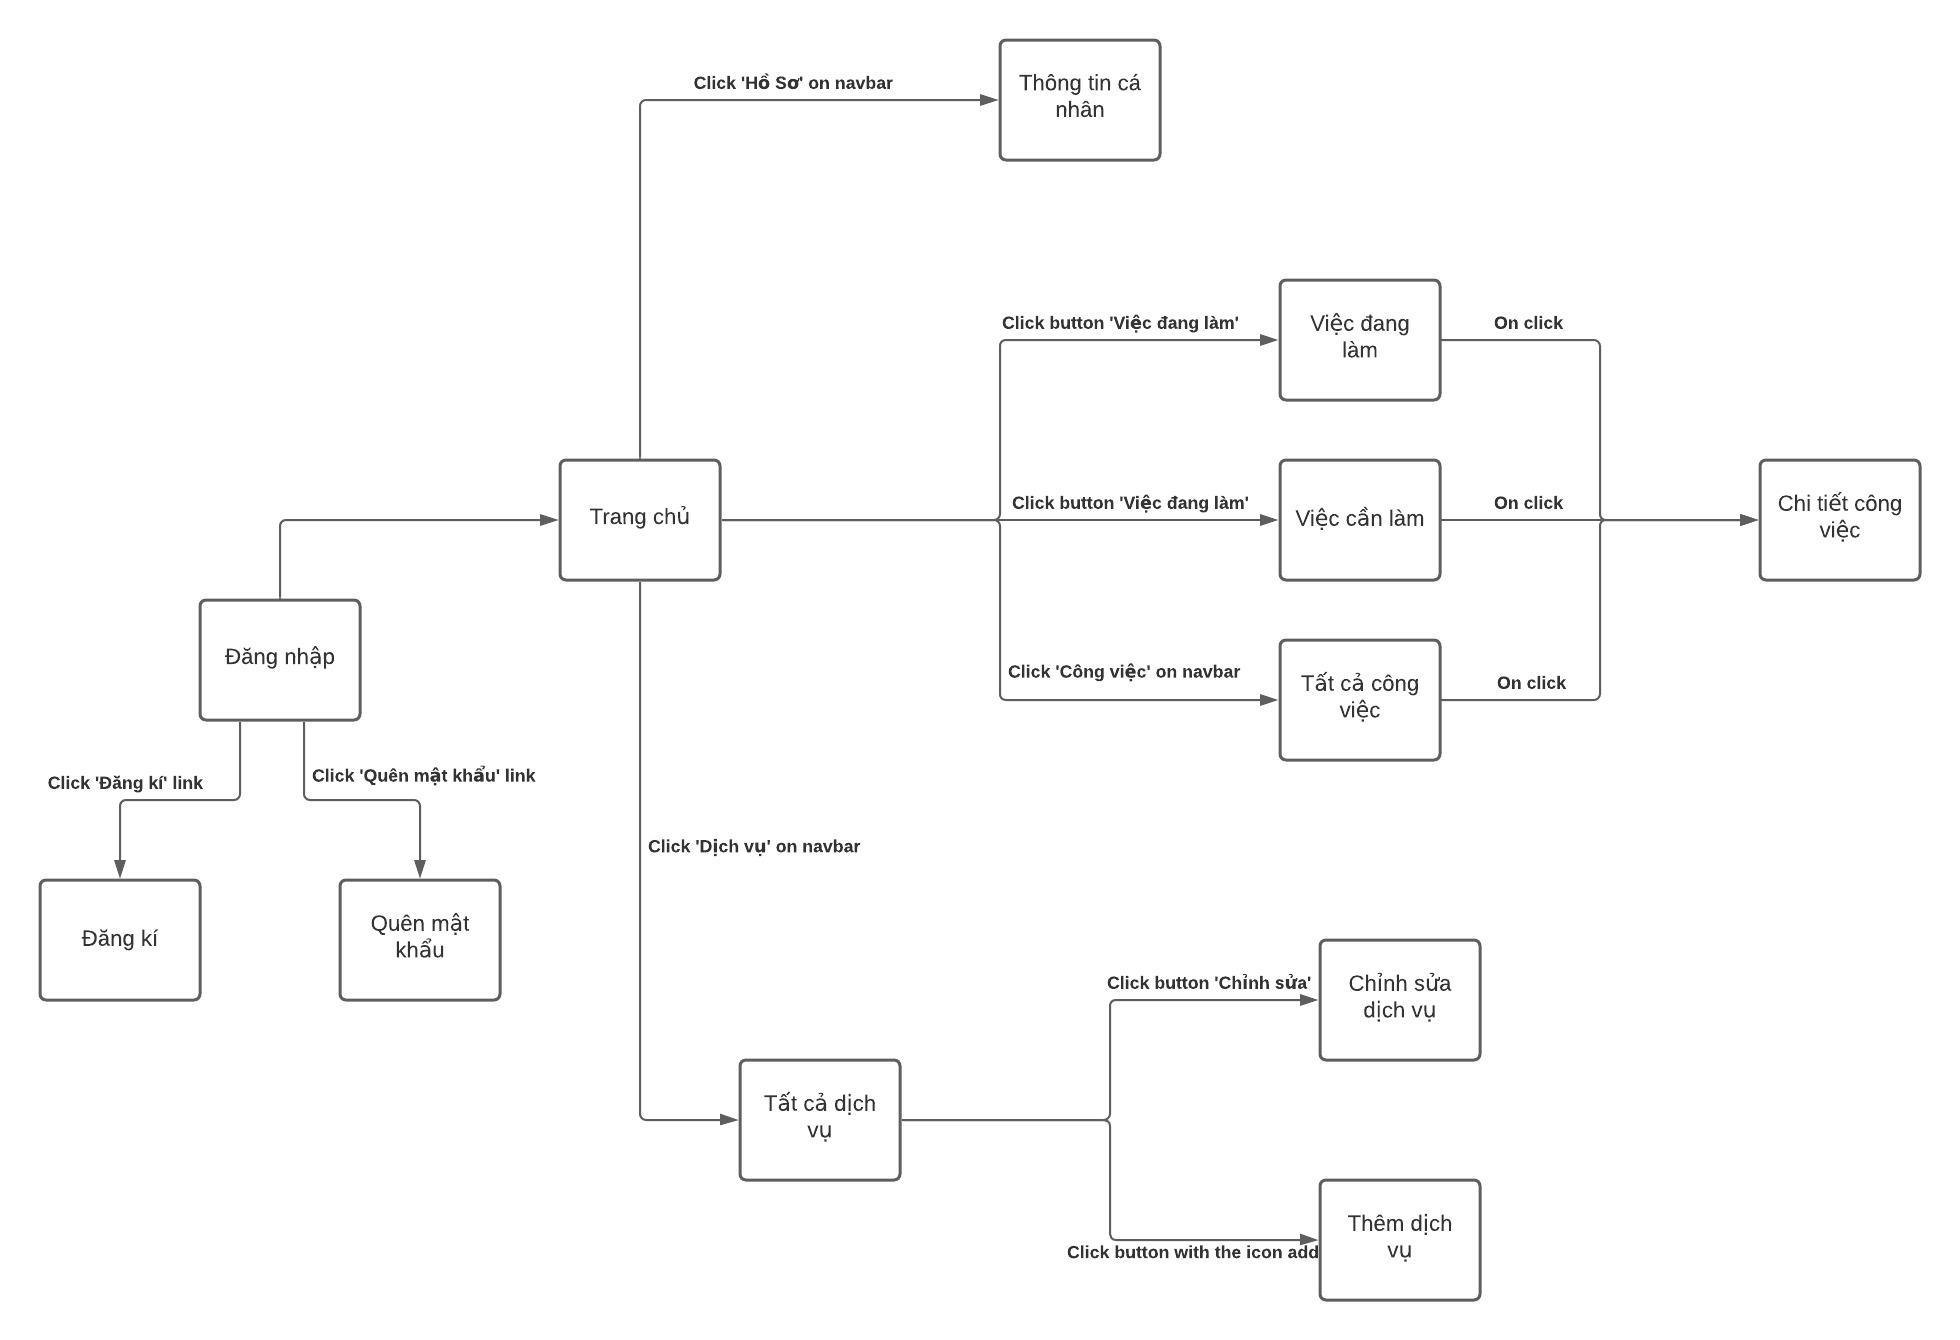 Click 'Hồ Sơ' on navbar
Thông tin cá
nhân
Click button 'Việc đang làm'
Việc đang
làm
On click
Trang chủ
Click button 'Việc đang làm'
Việc cần làm
On click
Chi tiết công
việc
Đăng nhập
Click 'Công việc' on navbar
Tất cả công
việc
On click
Click 'Đăng kí' link
Click 'Quên mật khẩu' link
Click 'Dịch vụ' on navbar
Đăng kí
Quên mật
khẩu
Click button 'Chỉnh sửa'
Chỉnh sửa
dịch vụ
Tất cả dịch
vụ
Click button with the icon add
Thêm dịch
vụ